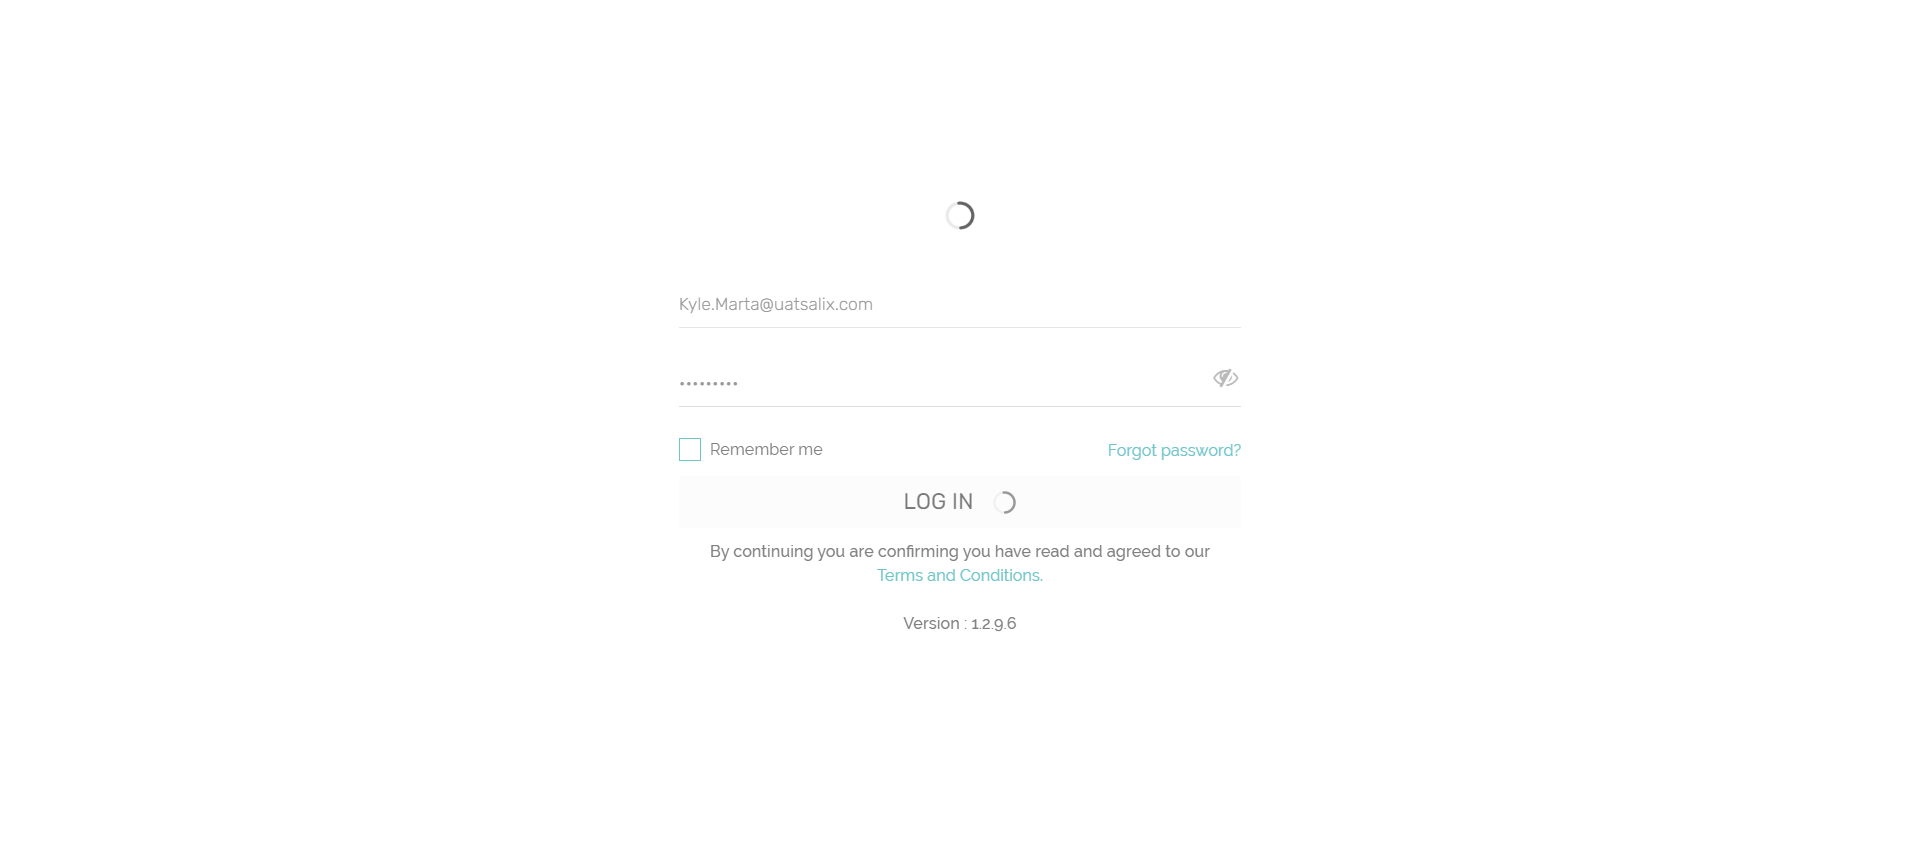 Kyle.Marta@uatsalix.com
•••••••••
Remember me
Forgot password?
LOG IN
By continuing you are confirming you have read and agreed to our
Terms and Conditions.
Version : 1.2.9.6